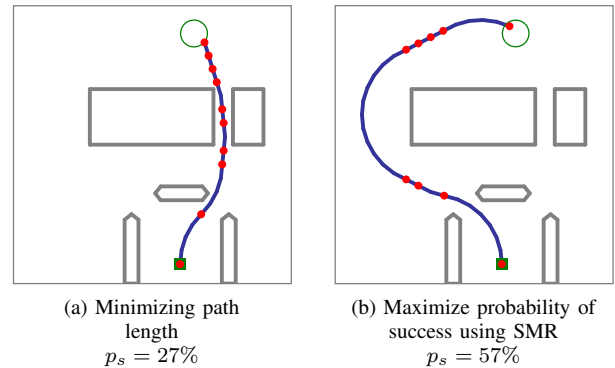 (a) Minimizing path
length
$p_s = 27\%$
(b) Maximize probability of
success using SMR
$p_s = 57\%$